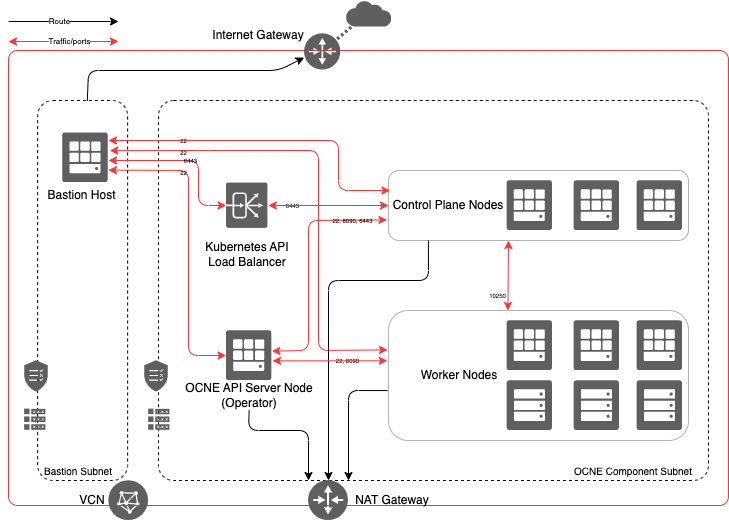 Route
Traffic/ports
Internet Gateway
22
22
6443
22
Bastion Host
6443
Control Plane Nodes
22, 8090, 6443
Kubernetes API
Load Balancer
10250
22, 8090
Worker Nodes
OCNE API Server Node
(Operator)
Bastion Subnet
OCNE Component Subnet
VCN
NAT Gateway